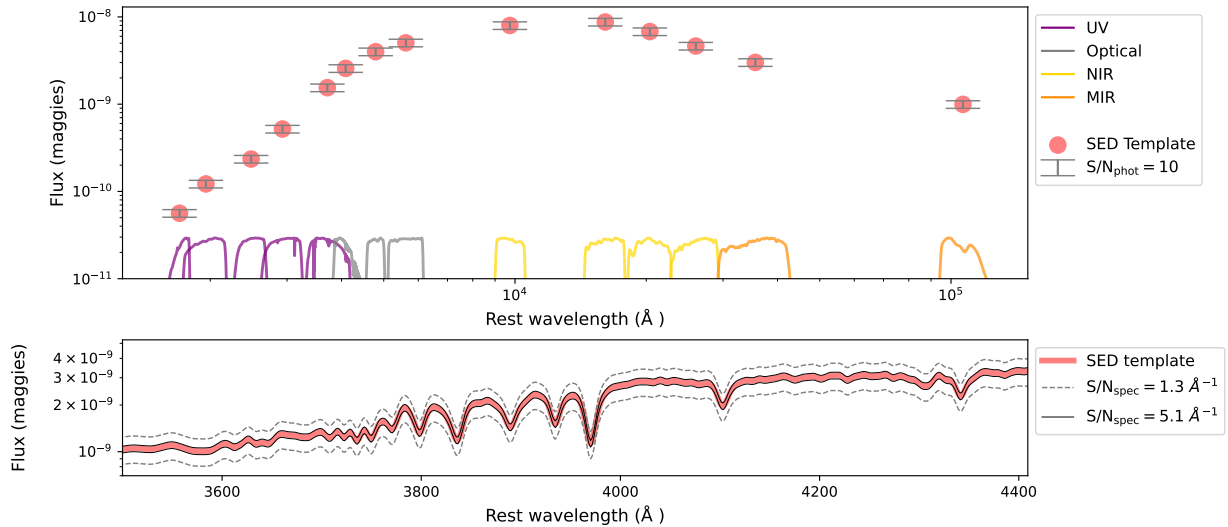 10⁻⁸
10⁻⁹
10⁻¹⁰
10⁻¹¹
Flux (maggies)
10⁴
10⁵
Rest wavelength (Å )
UV
Optical
NIR
MIR
SED Template
S/N_phot = 10
4 × 10⁻⁹
3 × 10⁻⁹
2 × 10⁻⁹
10⁻⁹
Flux (maggies)
3600 3800 4000 4200 4400
Rest wavelength (Å )
SED template
S/N_spec = 1.3 Å⁻¹
S/N_spec = 5.1 Å⁻¹